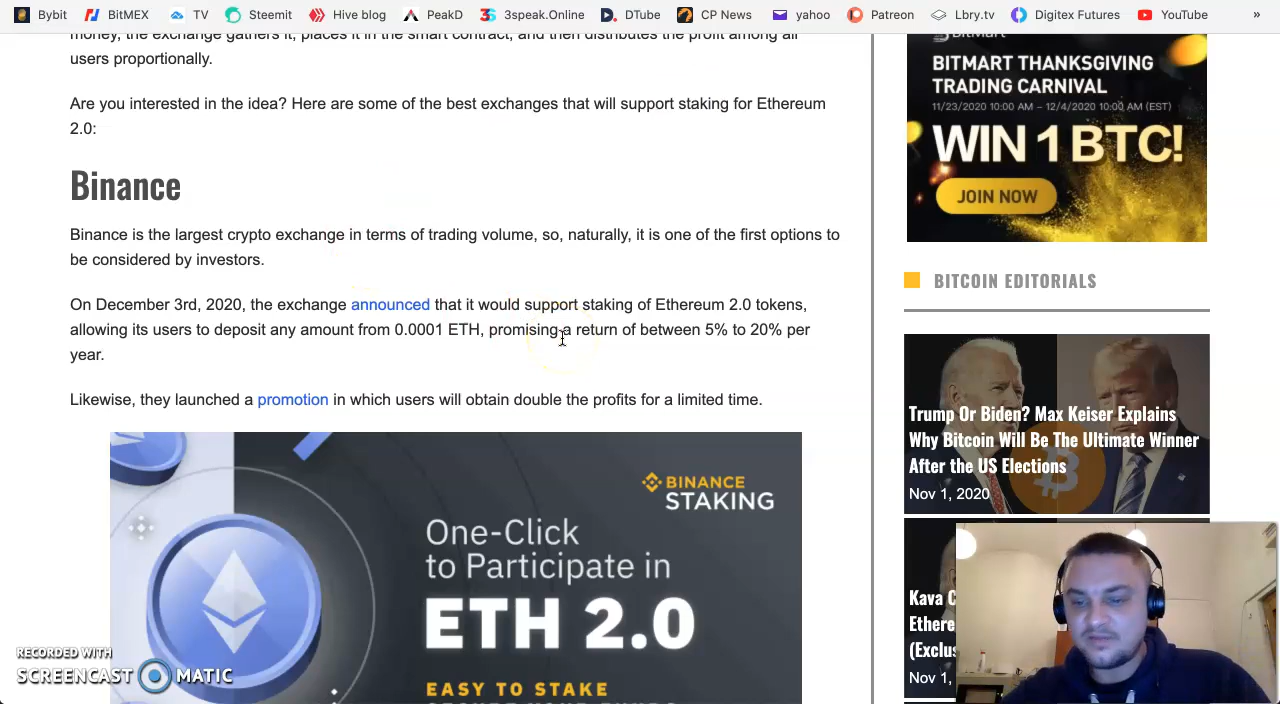 Bybit BitMEX TV Steemit Hive blog PeakD 3speak.Online DTube CP News yahoo Patreon Lbry.tv Digitex Futures YouTube »
money, the exchange gathers it, places it in the smart contract, and then distributes the profit among all
users proportionally.
Are you interested in the idea? Here are some of the best exchanges that will support staking for Ethereum
2.0:
Binance
Binance is the largest crypto exchange in terms of trading volume, so, naturally, it is one of the first options to
be considered by investors.
On December 3rd, 2020, the exchange announced that it would support staking of Ethereum 2.0 tokens,
allowing its users to deposit any amount from 0.0001 ETH, promising a return of between 5% to 20% per
year.
Likewise, they launched a promotion in which users will obtain double the profits for a limited time.
BINANCE
STAKING
One-Click
to Participate in
ETH 2.0
EASY TO STAKE
RECORDED WITH
SCREENCAST MATIC
BitMart
BITMART THANKSGIVING
TRADING CARNIVAL
11/23/2020 10:00 AM – 12/4/2020 10:00 AM (EST)
WIN 1 BTC!
JOIN NOW
BITCOIN EDITORIALS
Trump Or Biden? Max Keiser Explains
Why Bitcoin Will Be The Ultimate Winner
After the US Elections
Nov 1, 2020
Kava C
Ethere
(Exclus
Nov 1,